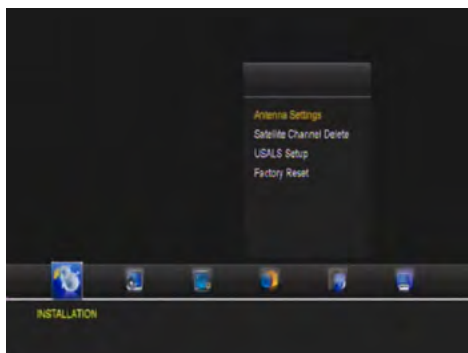 Antenna Settings
Satellite Channel Delete
USALS Setup
Factory Reset
INSTALLATION